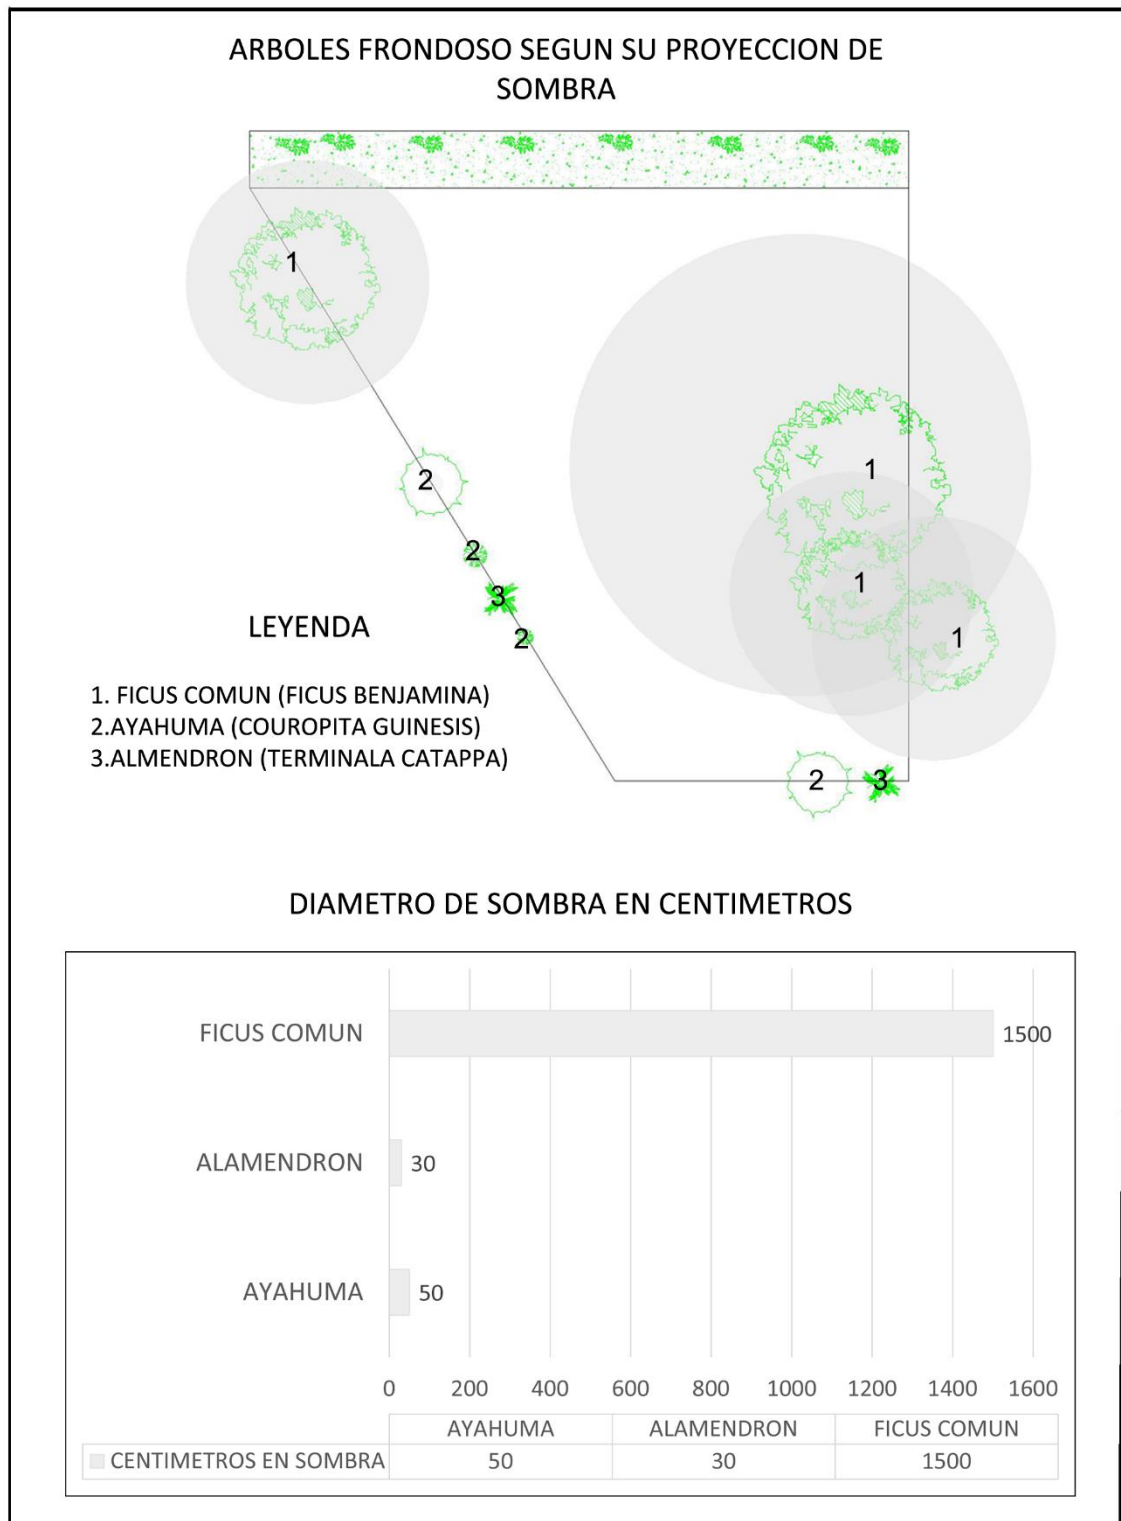 ARBOLES FRONDOSO SEGUN SU PROYECCION DE
SOMBRA
1
1
2
2
1
3
2
1
LEYENDA
1. FICUS COMUN (FICUS BENJAMINA)
2.AYAHUMA (COUROPITA GUINESIS)
3.ALMENDRON (TERMINALA CATAPPA)
2
3
DIAMETRO DE SOMBRA EN CENTIMETROS
FICUS COMUN
1500
ALAMENDRON
30
AYAHUMA
50
0 200 400 600 800 1000 1200 1400 1600
AYAHUMA ALAMENDRON FICUS COMUN
CENTIMETROS EN SOMBRA 50 30 1500